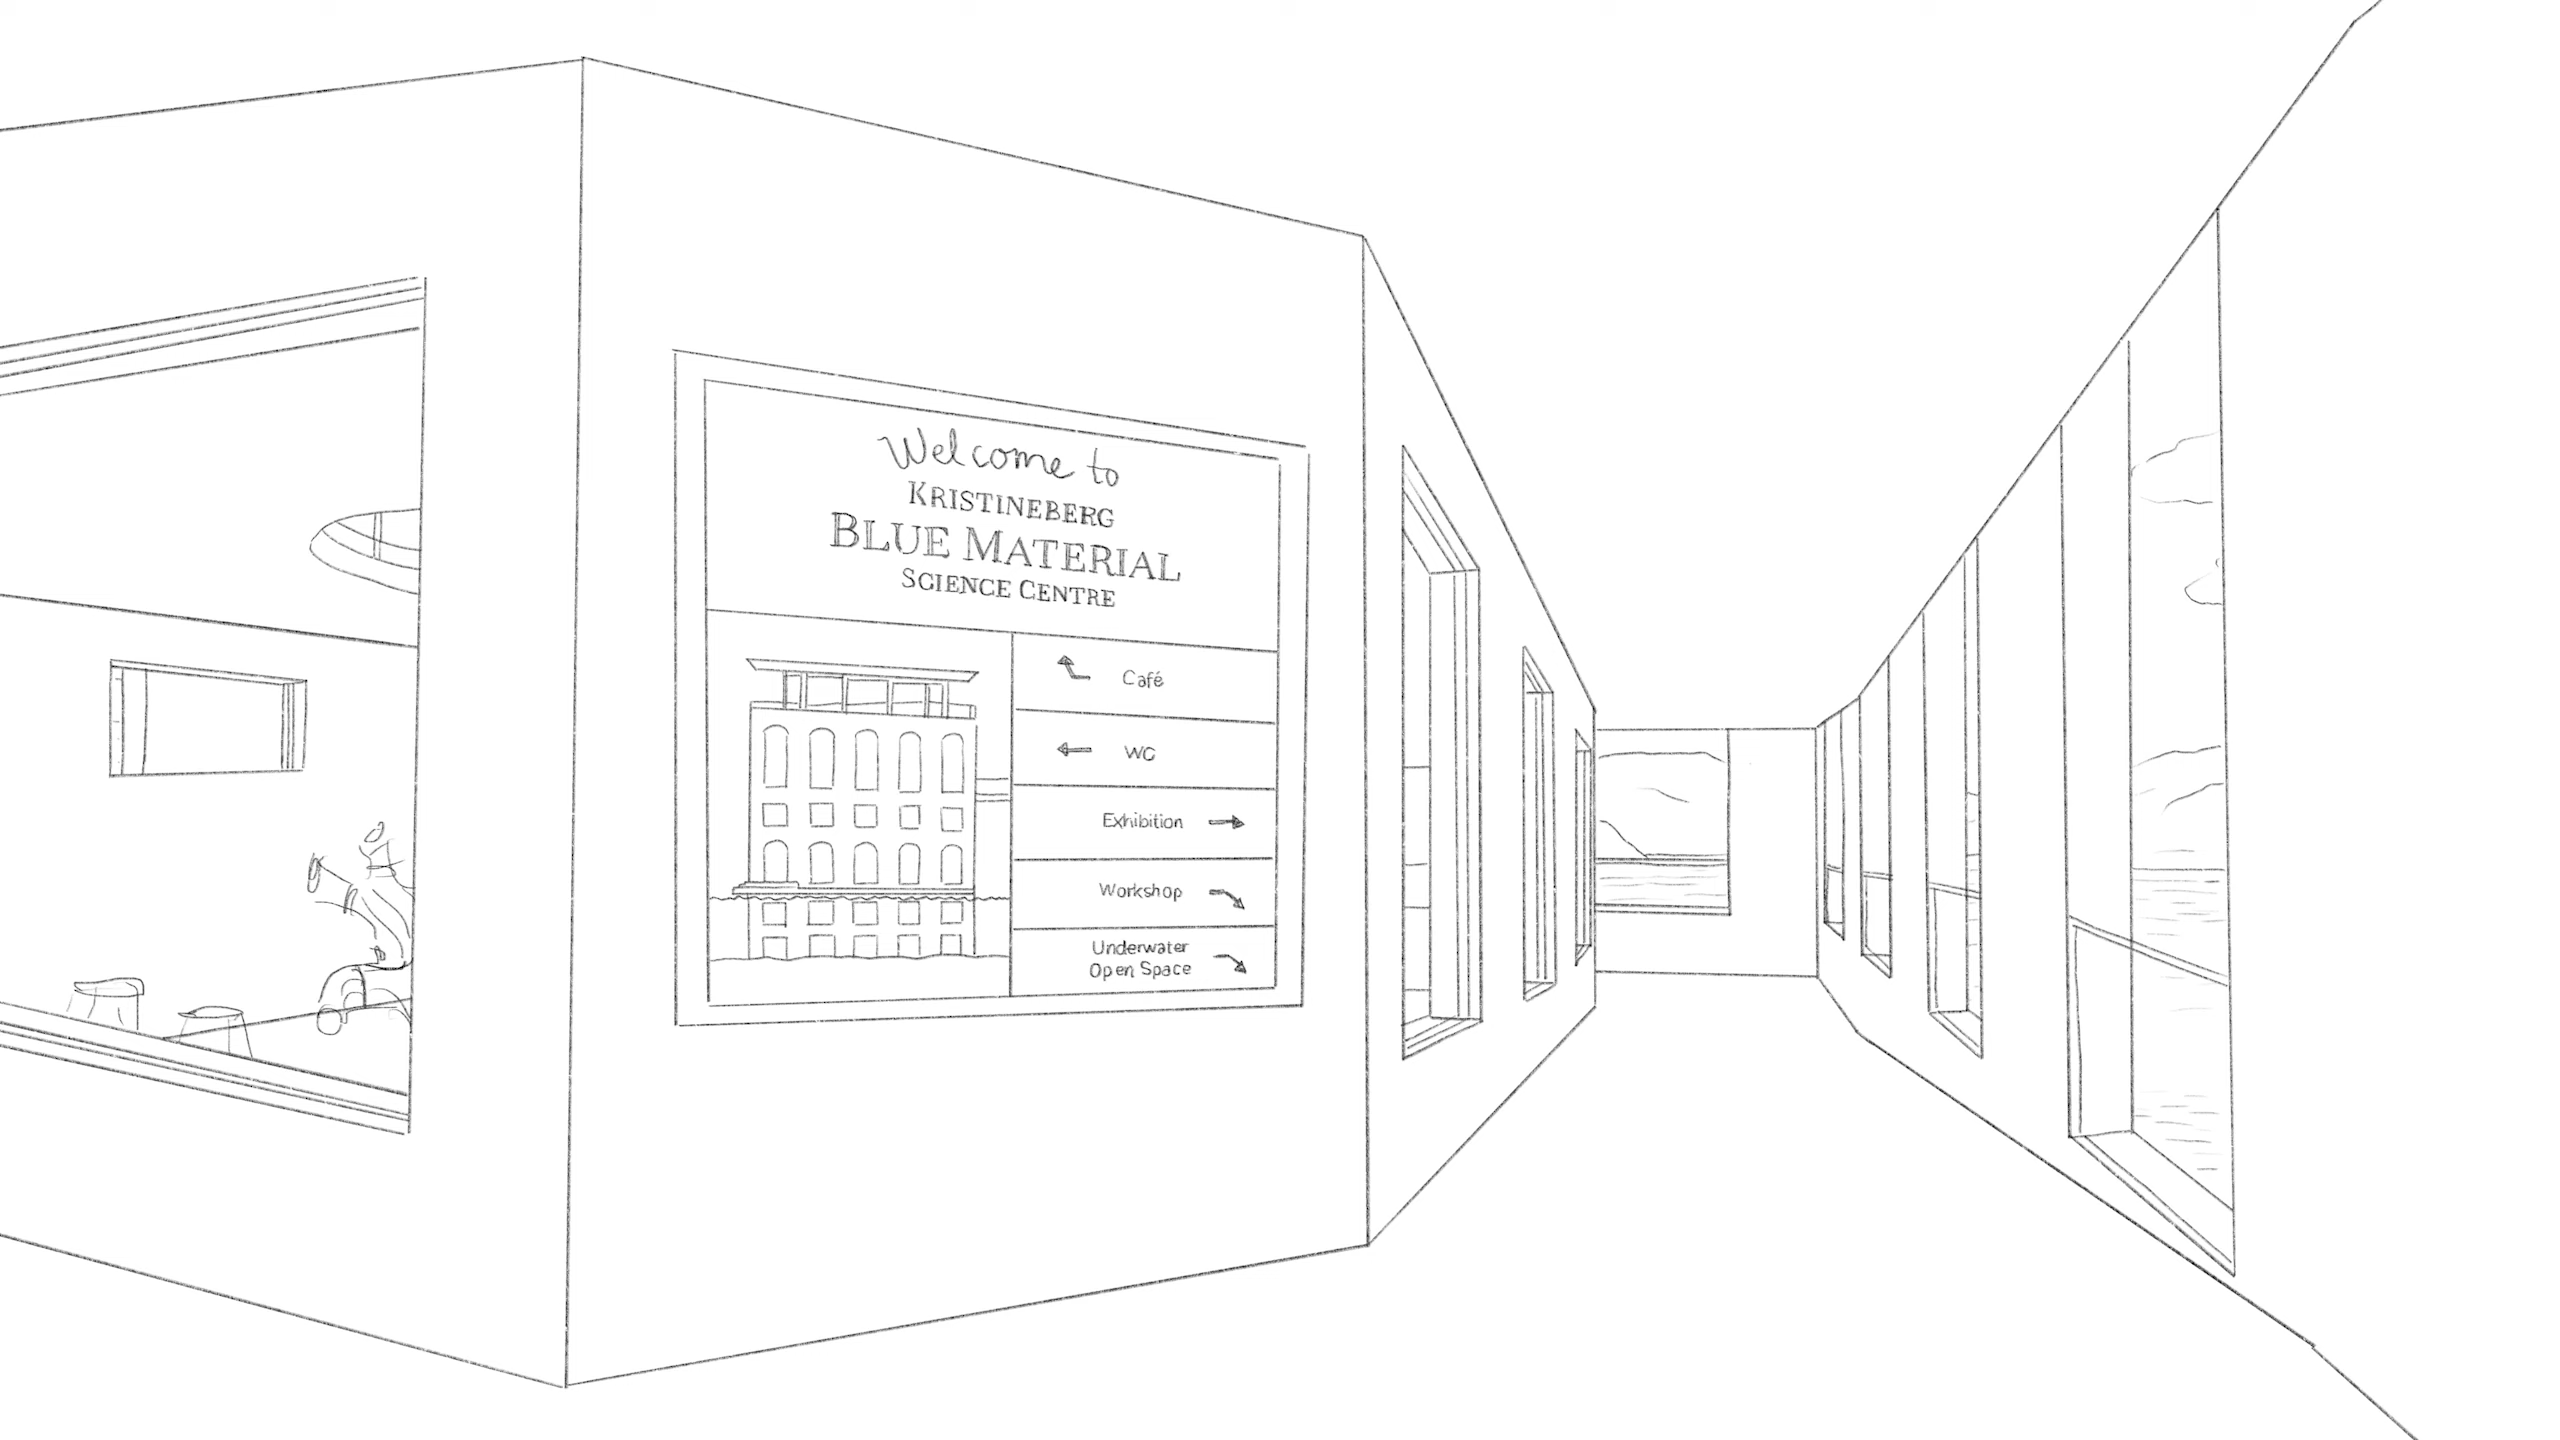 Welcome to
KRISTINEBERG
BLUE MATERIAL
SCIENCE CENTRE
Café
WC
Exhibition
Workshop
Underwater
Open Space